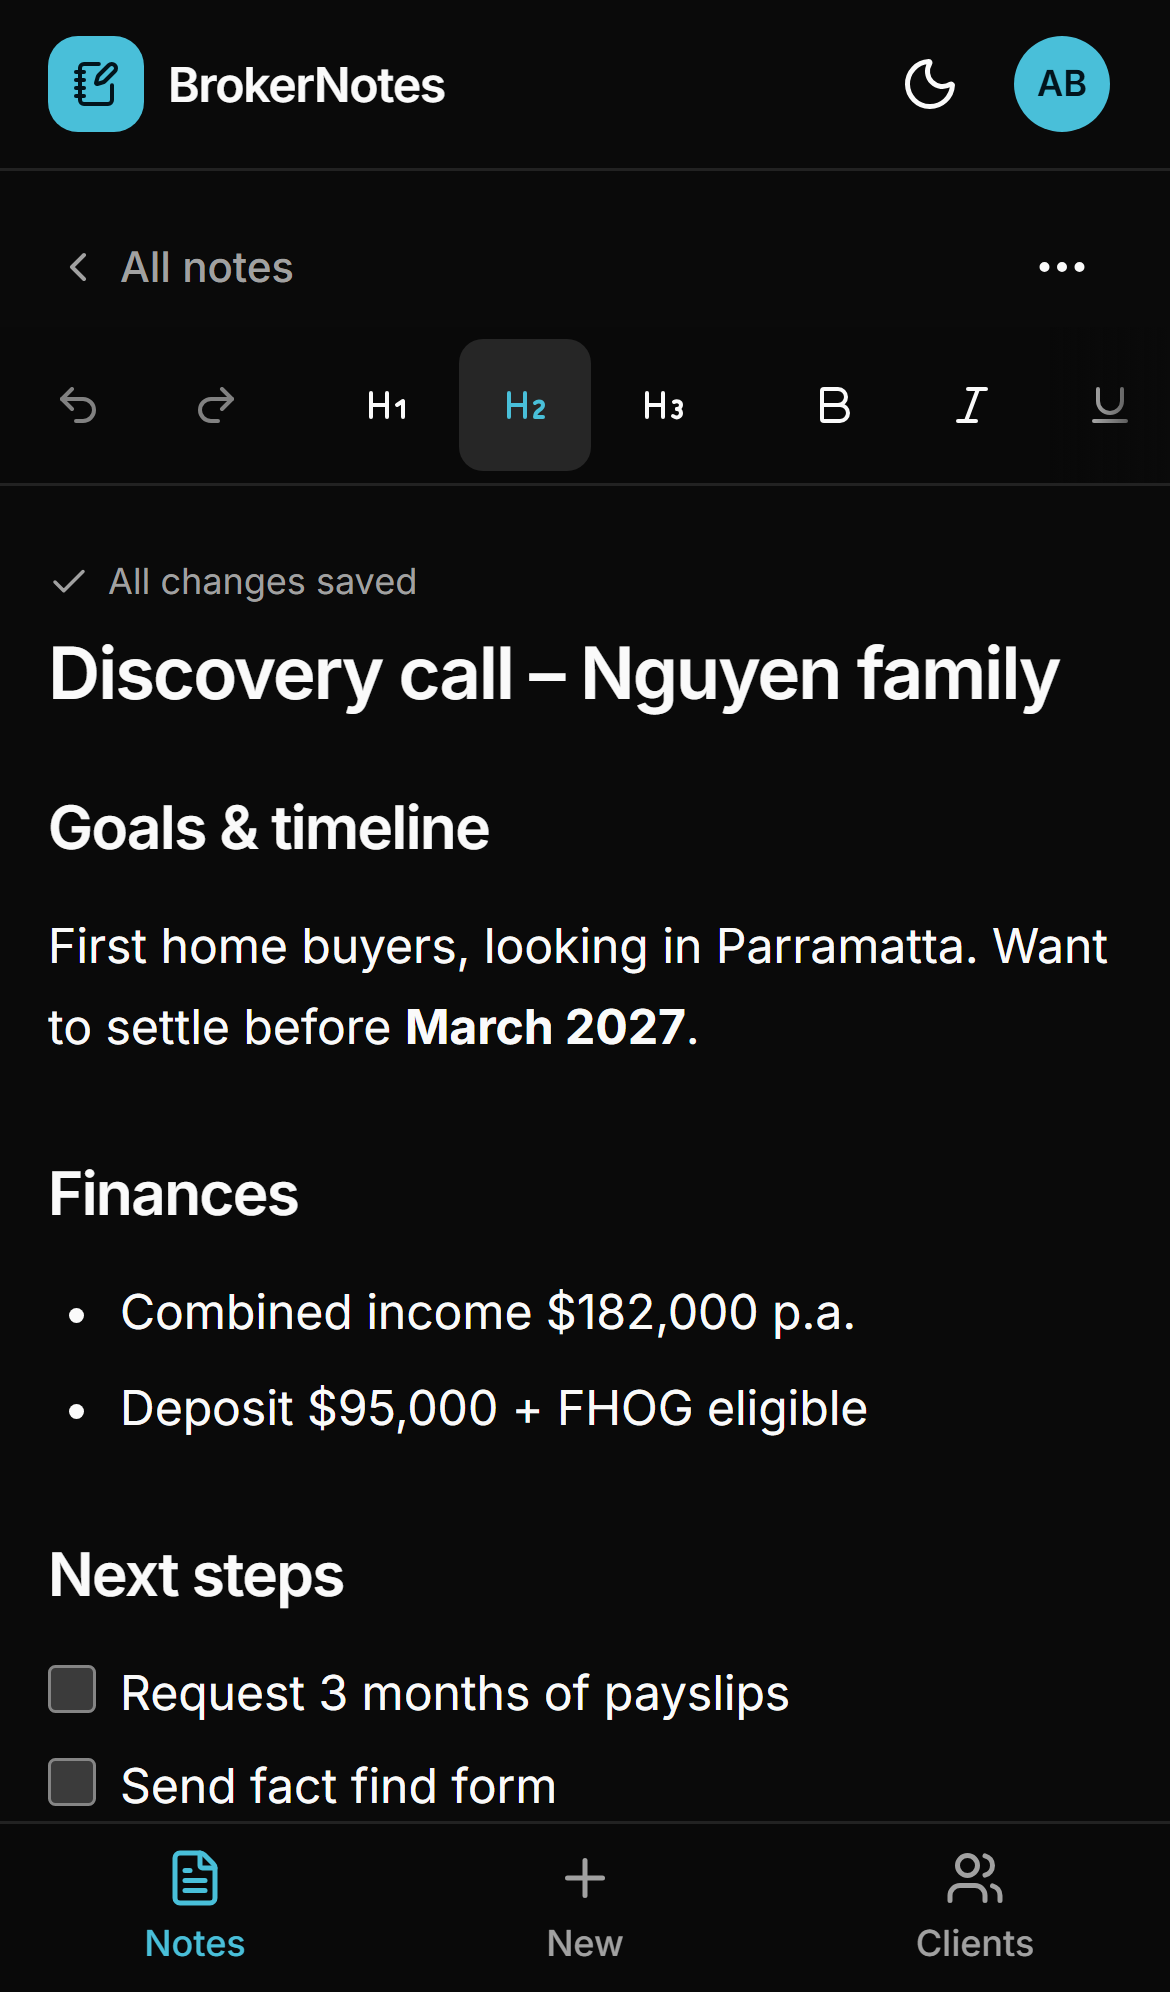 BrokerNotes
AB
All notes
H1 H2 H3 B I U
All changes saved
Discovery call – Nguyen family
Goals & timeline
First home buyers, looking in Parramatta. Want
to settle before March 2027.
Finances
• Combined income $182,000 p.a.
• Deposit $95,000 + FHOG eligible
Next steps
Request 3 months of payslips
Send fact find form
Notes
New
Clients